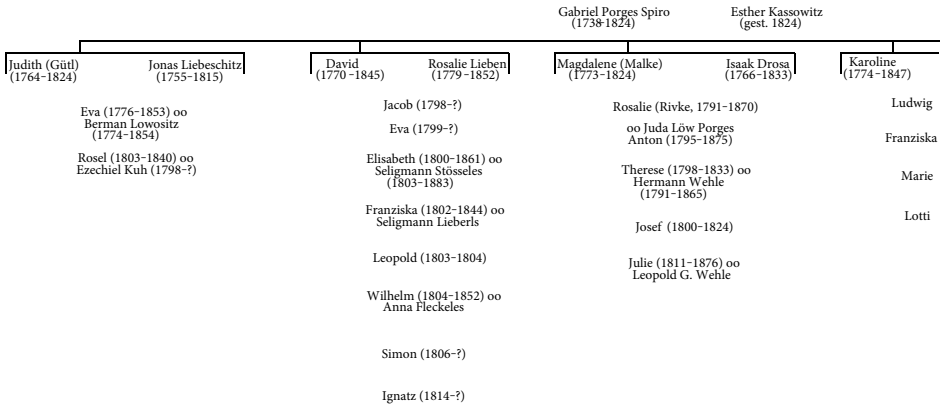 Gabriel Porges Spiro
(1738-1824)
Esther Kassowitz
(gest. 1824)
Judith (Gütl)
(1764-1824)
Jonas Liebeschitz
(1755-1815)
David
(1770 -1845)
Rosalie Lieben
(1779-1852)
Magdalene (Malke)
(1773-1824)
Isaak Drosa
(1766-1833)
Karoline
(1774-1847)
Eva (1776-1853) oo
Berman Lowositz
(1774-1854)
Rosel (1803-1840) oo
Ezechiel Kuh (1798-?)
Jacob (1798-?)
Eva (1799-?)
Elisabeth (1800-1861) oo
Seligmann Stösseles
(1803-1883)
Franziska (1802-1844) oo
Seligmann Lieberls
Leopold (1803-1804)
Wilhelm (1804-1852) oo
Anna Fleckeles
Simon (1806-?)
Ignatz (1814-?)
Rosalie (Rivke, 1791-1870)
oo Juda Löw Porges
Anton (1795-1875)
Therese (1798-1833) oo
Hermann Wehle
(1791-1865)
Josef (1800-1824)
Julie (1811-1876) oo
Leopold G. Wehle
Ludwig
Franziska
Marie
Lotti